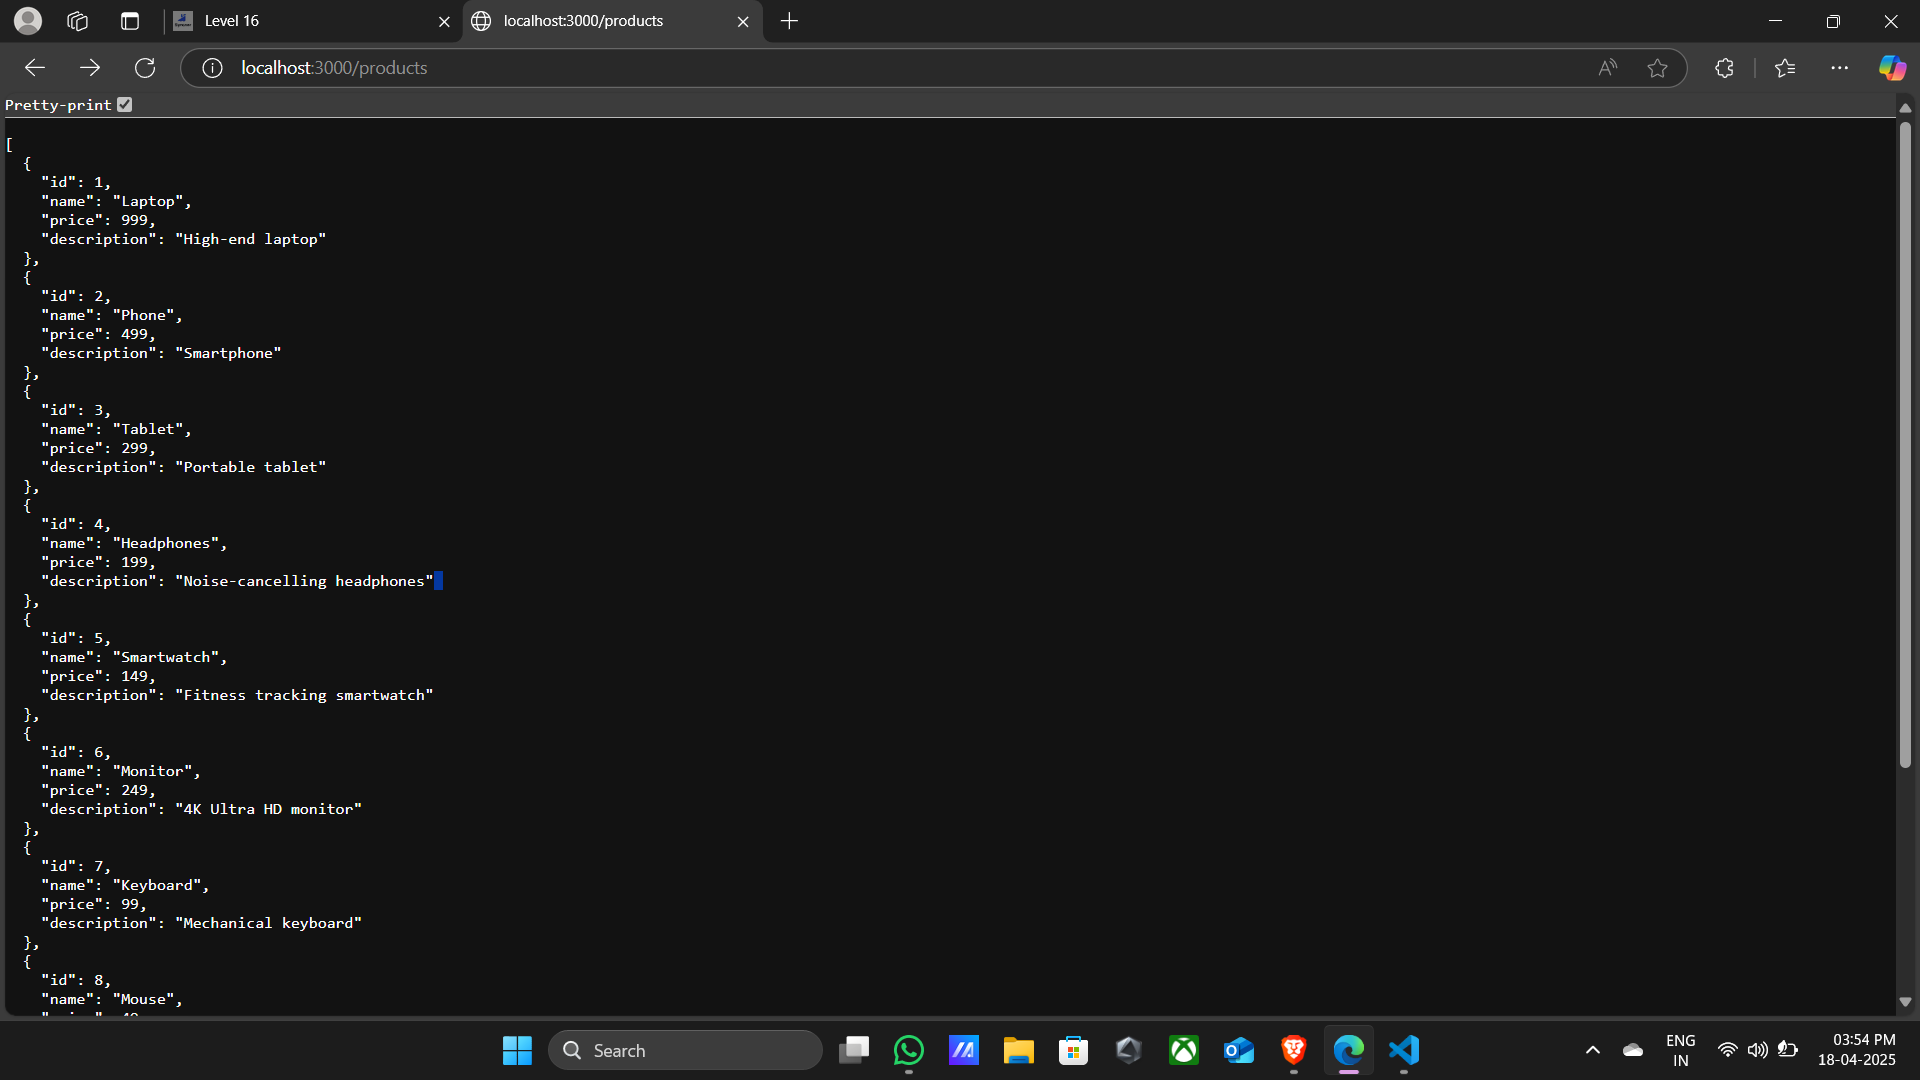 Level 16
localhost:3000/products
localhost:3000/products
Pretty-print
[
  {
    "id": 1,
    "name": "Laptop",
    "price": 999,
    "description": "High-end laptop"
  },
  {
    "id": 2,
    "name": "Phone",
    "price": 499,
    "description": "Smartphone"
  },
  {
    "id": 3,
    "name": "Tablet",
    "price": 299,
    "description": "Portable tablet"
  },
  {
    "id": 4,
    "name": "Headphones",
    "price": 199,
    "description": "Noise-cancelling headphones"
  },
  {
    "id": 5,
    "name": "Smartwatch",
    "price": 149,
    "description": "Fitness tracking smartwatch"
  },
  {
    "id": 6,
    "name": "Monitor",
    "price": 249,
    "description": "4K Ultra HD monitor"
  },
  {
    "id": 7,
    "name": "Keyboard",
    "price": 99,
    "description": "Mechanical keyboard"
  },
  {
    "id": 8,
    "name": "Mouse",
Search
ENG
IN
03:54 PM
18-04-2025